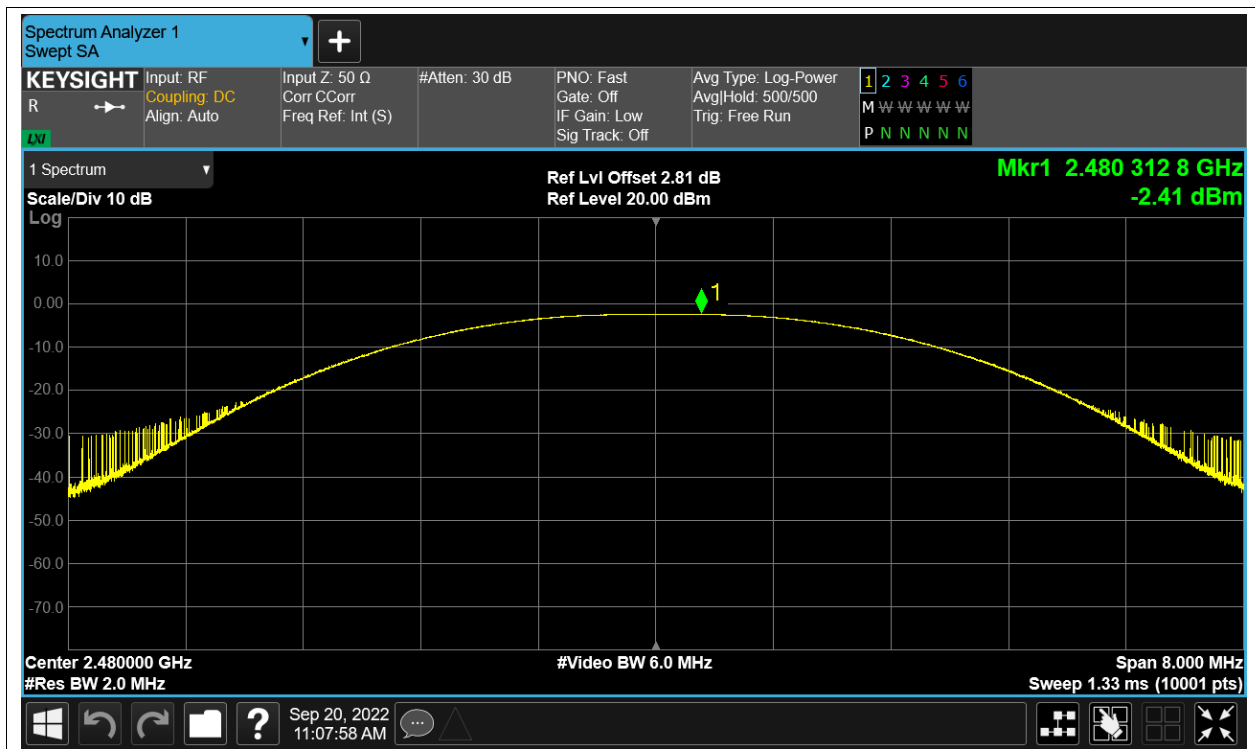 Spectrum Analyzer 1
Swept SA
+
KEYSIGHT
R
LXI
Input: RF
Coupling: DC
Align: Auto
Input Z: 50 Ω
Corr CCorr
Freq Ref: Int (S)
#Atten: 30 dB
PNO: Fast
Gate: Off
IF Gain: Low
Sig Track: Off
Avg Type: Log-Power
Avg|Hold: 500/500
Trig: Free Run
1 2 3 4 5 6
M W W W W W
P N N N N N
1 Spectrum
Scale/Div 10 dB
Ref Lvl Offset 2.81 dB
Ref Level 20.00 dBm
Mkr1 2.480 312 8 GHz
-2.41 dBm
Log
10.0
0.00
-10.0
-20.0
-30.0
-40.0
-50.0
-60.0
-70.0
1
Center 2.480000 GHz
#Res BW 2.0 MHz
#Video BW 6.0 MHz
Span 8.000 MHz
Sweep 1.33 ms (10001 pts)
?
Sep 20, 2022
11:07:58 AM